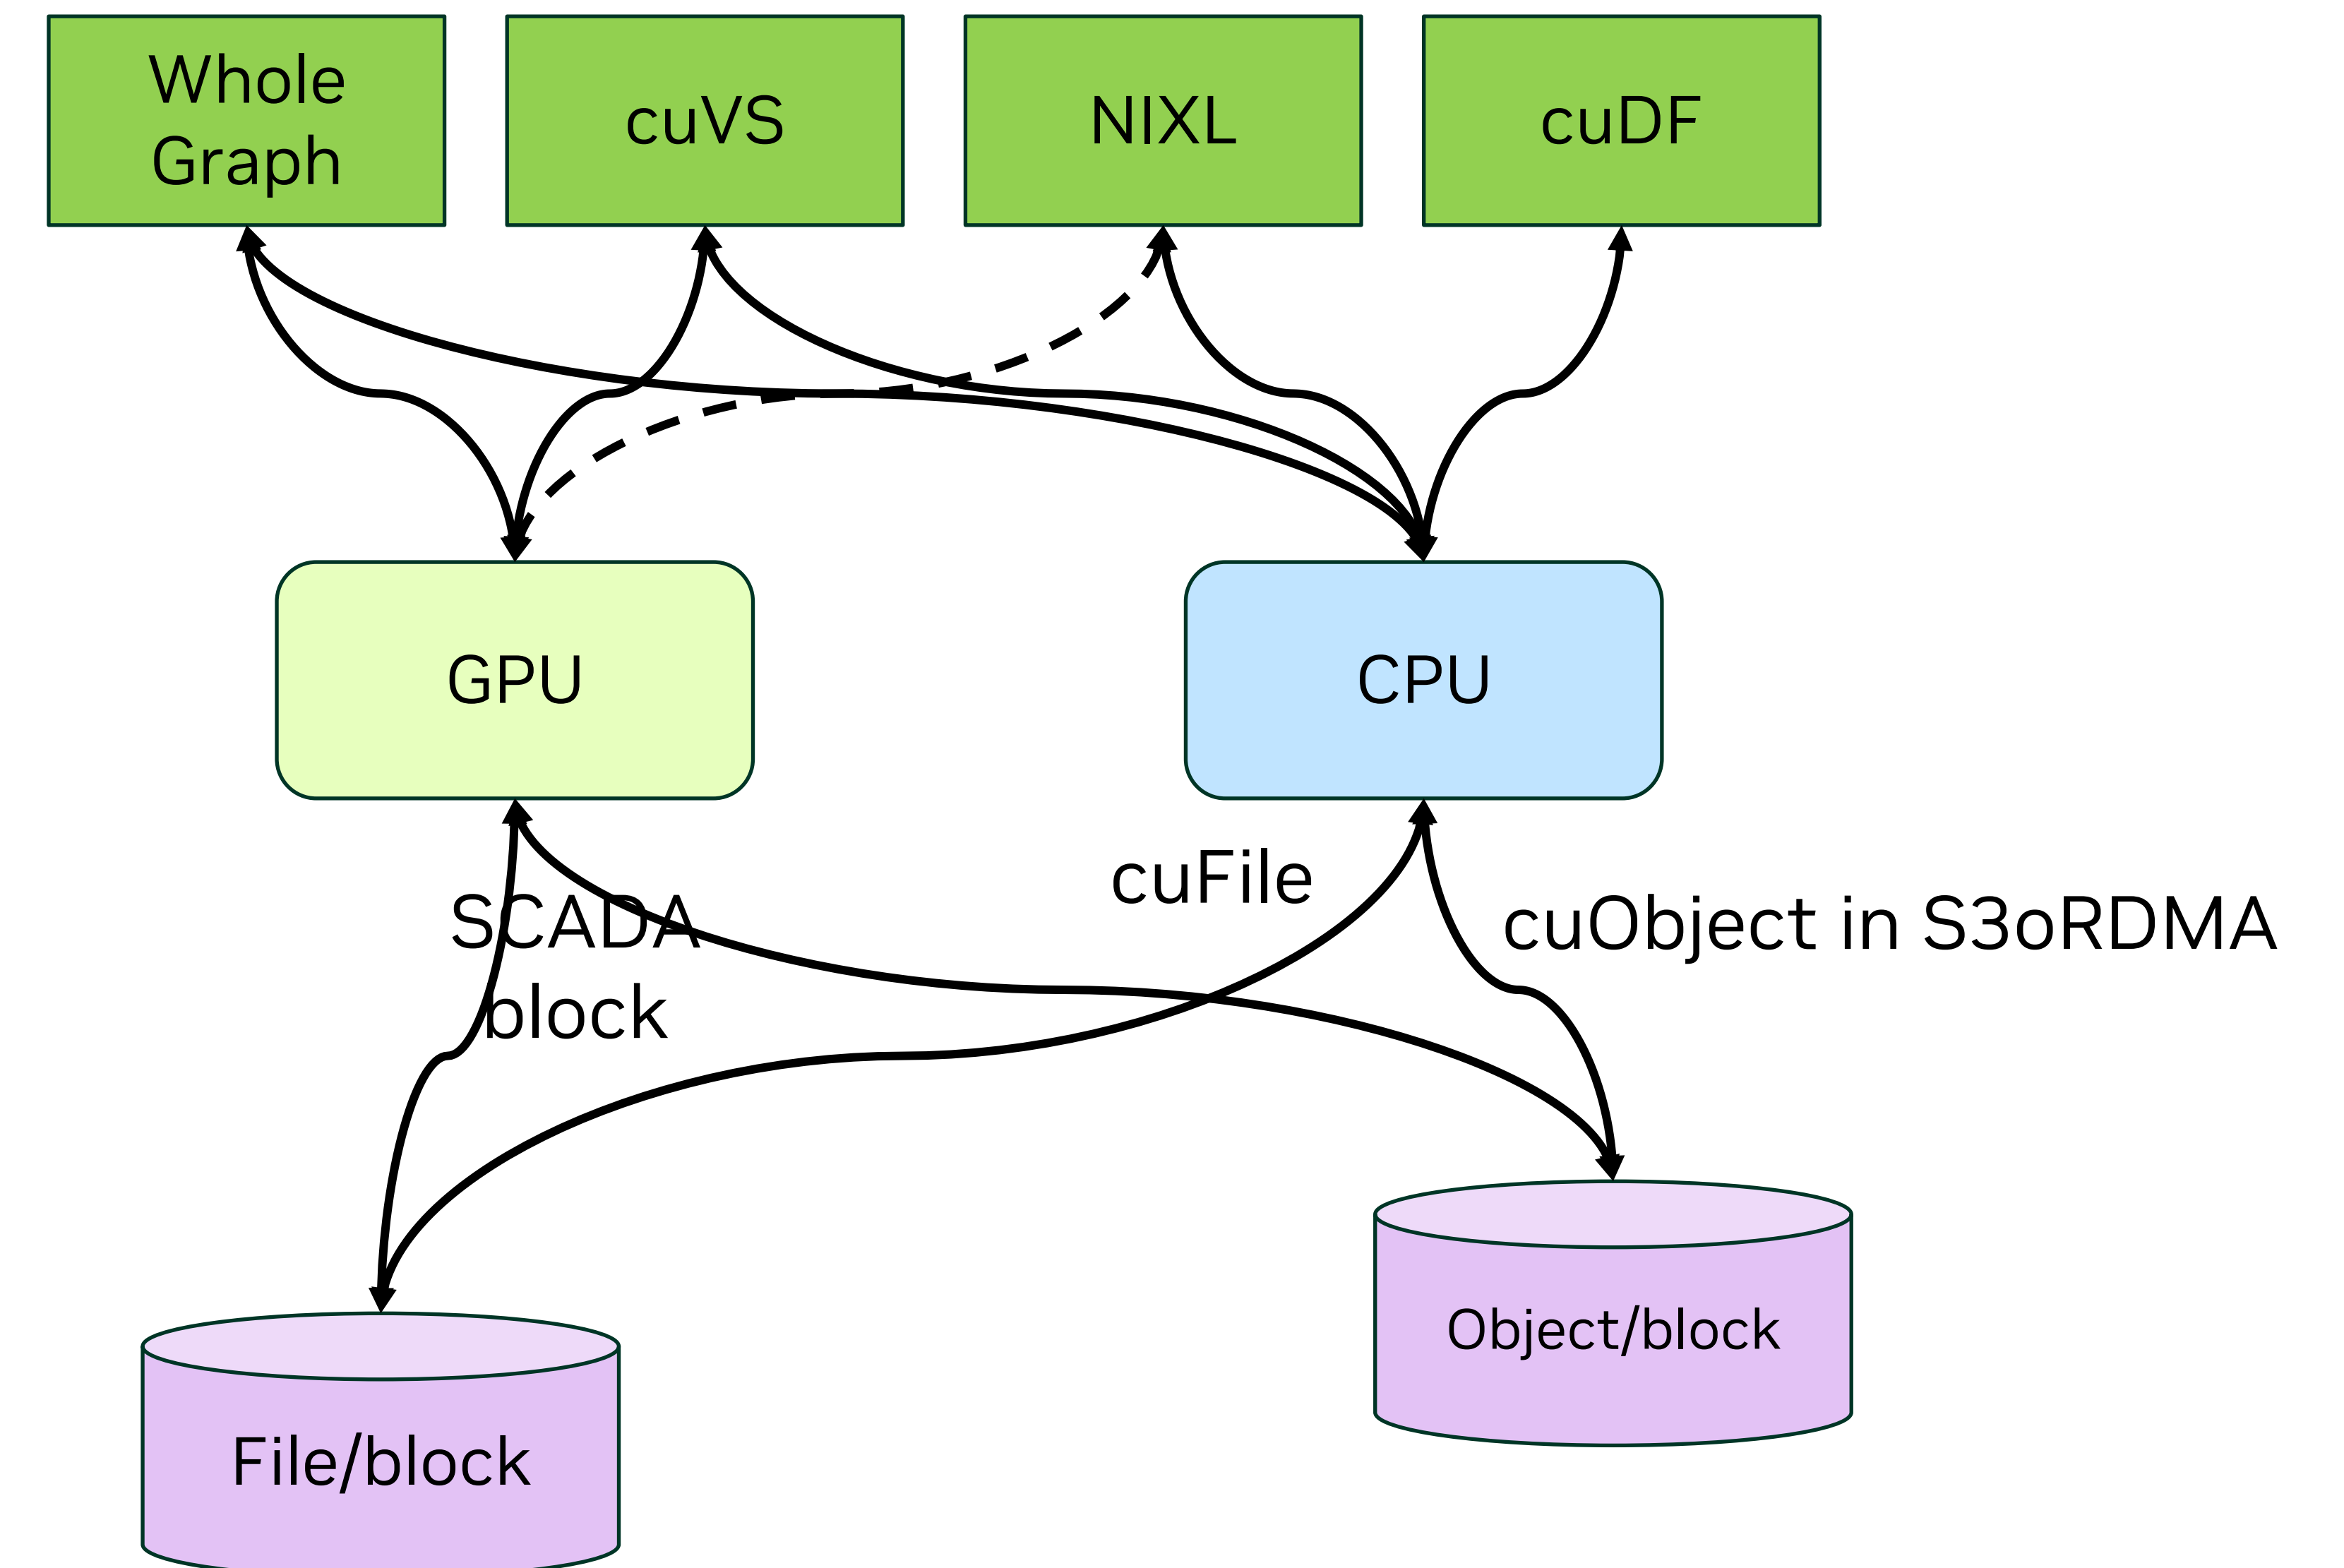 Whole
Graph
cuVS
NIXL
cuDF
GPU
CPU
cuFile
SCADA
block
cuObject in S3oRDMA
Object/block
File/block